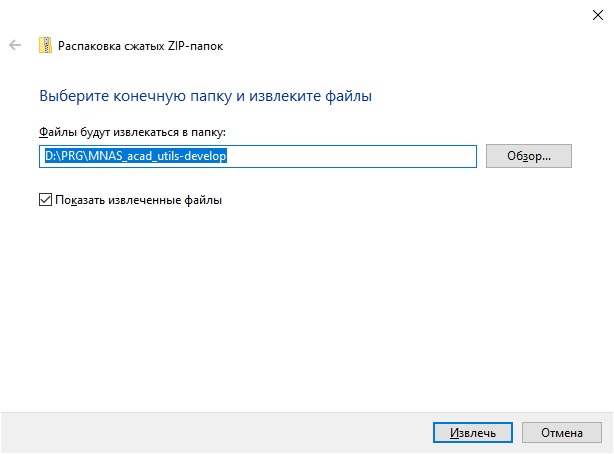 Распаковка сжатых ZIP-папок
Выберите конечную папку и извлеките файлы
Файлы будут извлекаться в папку:
D:\PRG\MNAS_acad_utils-develop
Обзор...
Показать извлеченные файлы
Извлечь
Отмена